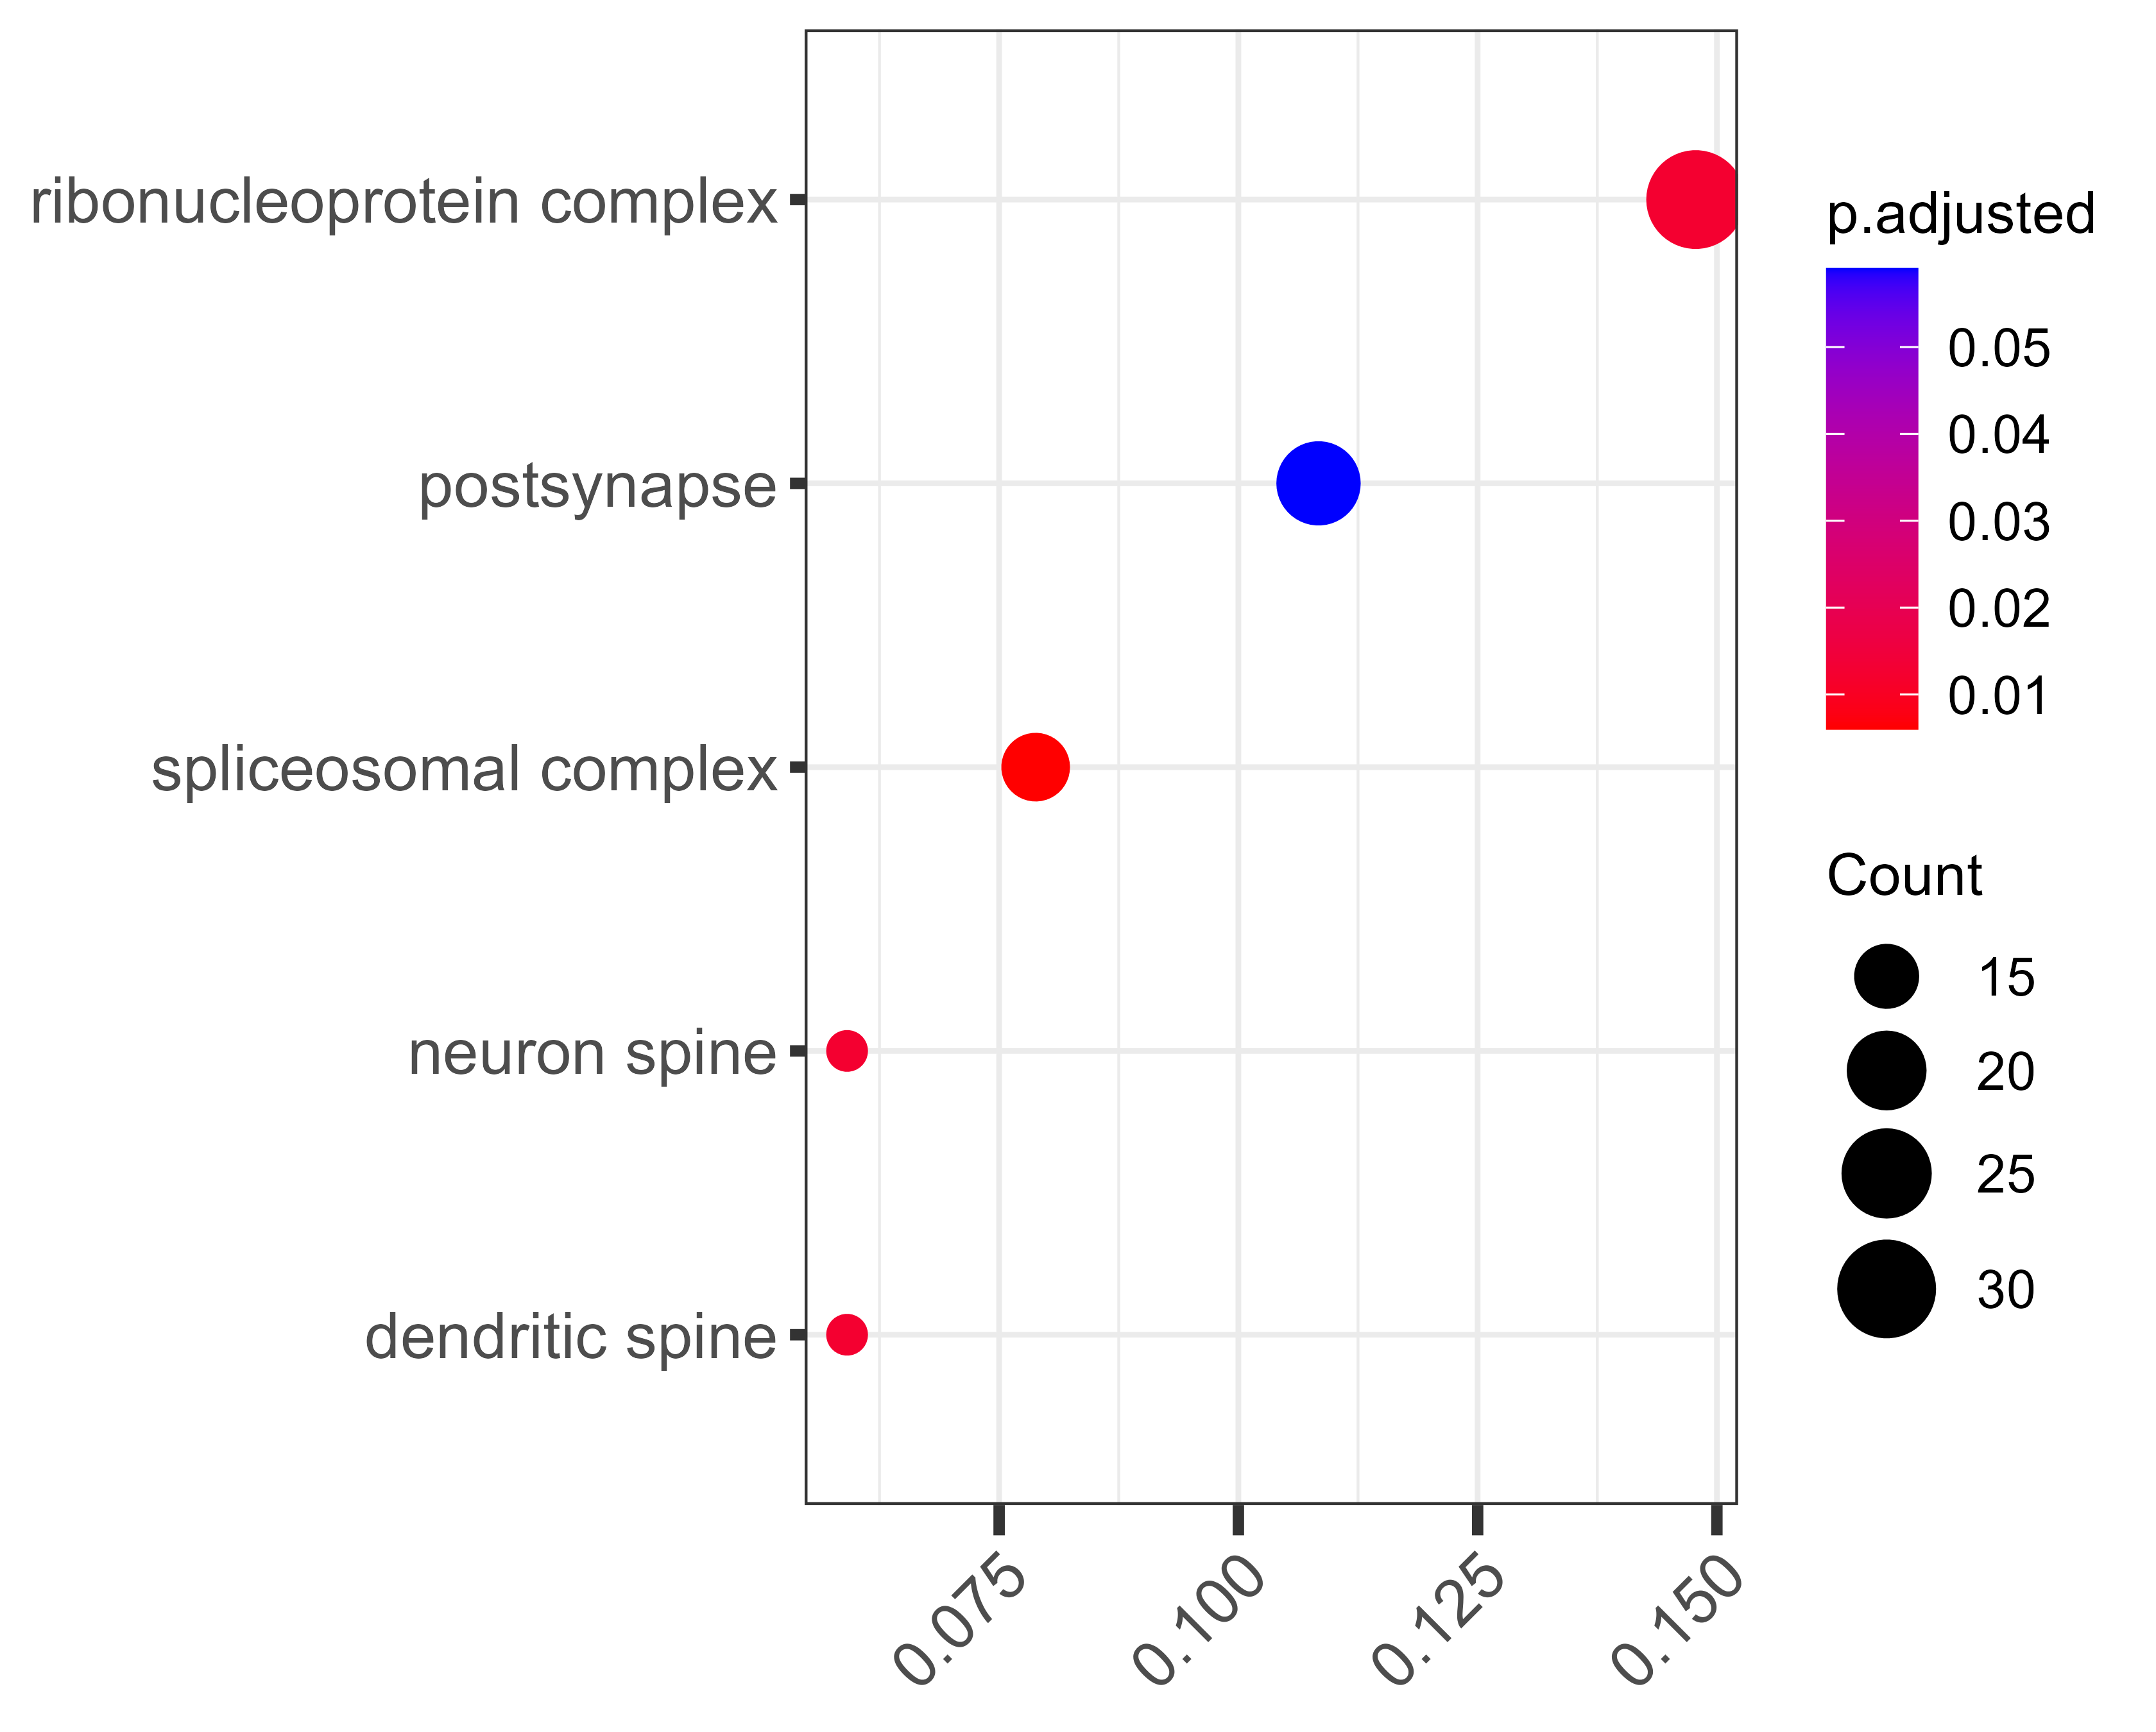 ribonucleoprotein complex
postsynapse
spliceosomal complex
neuron spine
dendritic spine
0.075
0.100
0.125
0.150
p.adjusted
0.05
0.04
0.03
0.02
0.01
Count
15
20
25
30